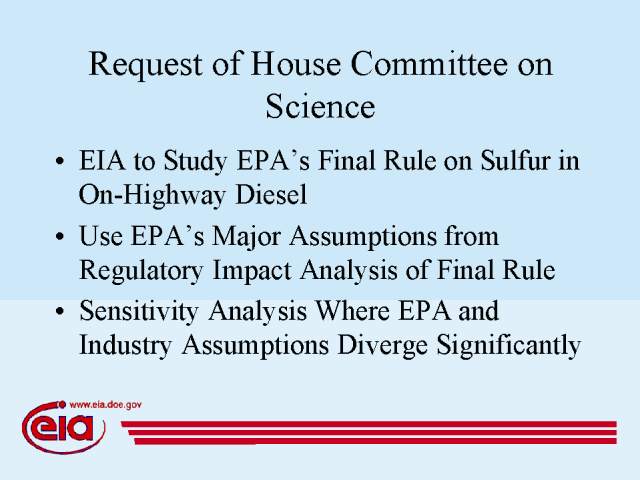 Request of House Committee on
Science
• EIA to Study EPA’s Final Rule on Sulfur in
On-Highway Diesel
• Use EPA’s Major Assumptions from
Regulatory Impact Analysis of Final Rule
• Sensitivity Analysis Where EPA and
Industry Assumptions Diverge Significantly
www.eia.doe.gov
eia